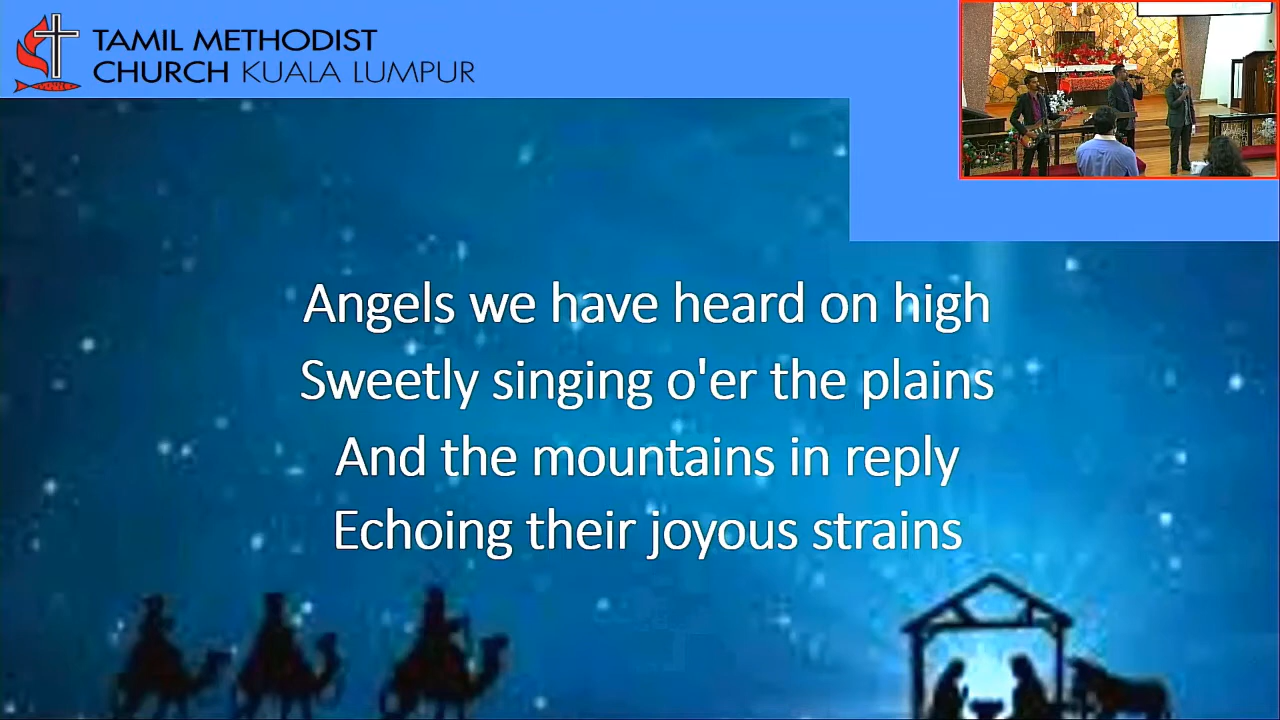 TAMIL METHODIST
CHURCH KUALA LUMPUR
Angels we have heard on high
Sweetly singing o'er the plains
And the mountains in reply
Echoing their joyous strains